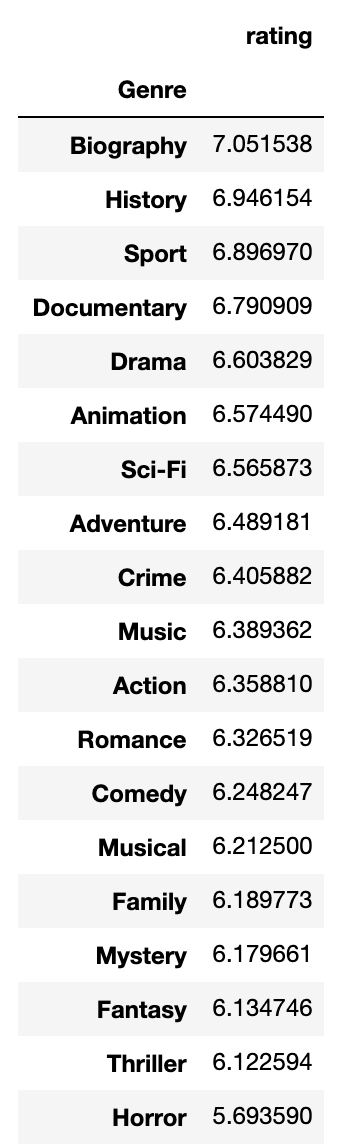 rating
Genre
Biography 7.051538
History 6.946154
Sport 6.896970
Documentary 6.790909
Drama 6.603829
Animation 6.574490
Sci-Fi 6.565873
Adventure 6.489181
Crime 6.405882
Music 6.389362
Action 6.358810
Romance 6.326519
Comedy 6.248247
Musical 6.212500
Family 6.189773
Mystery 6.179661
Fantasy 6.134746
Thriller 6.122594
Horror 5.693590